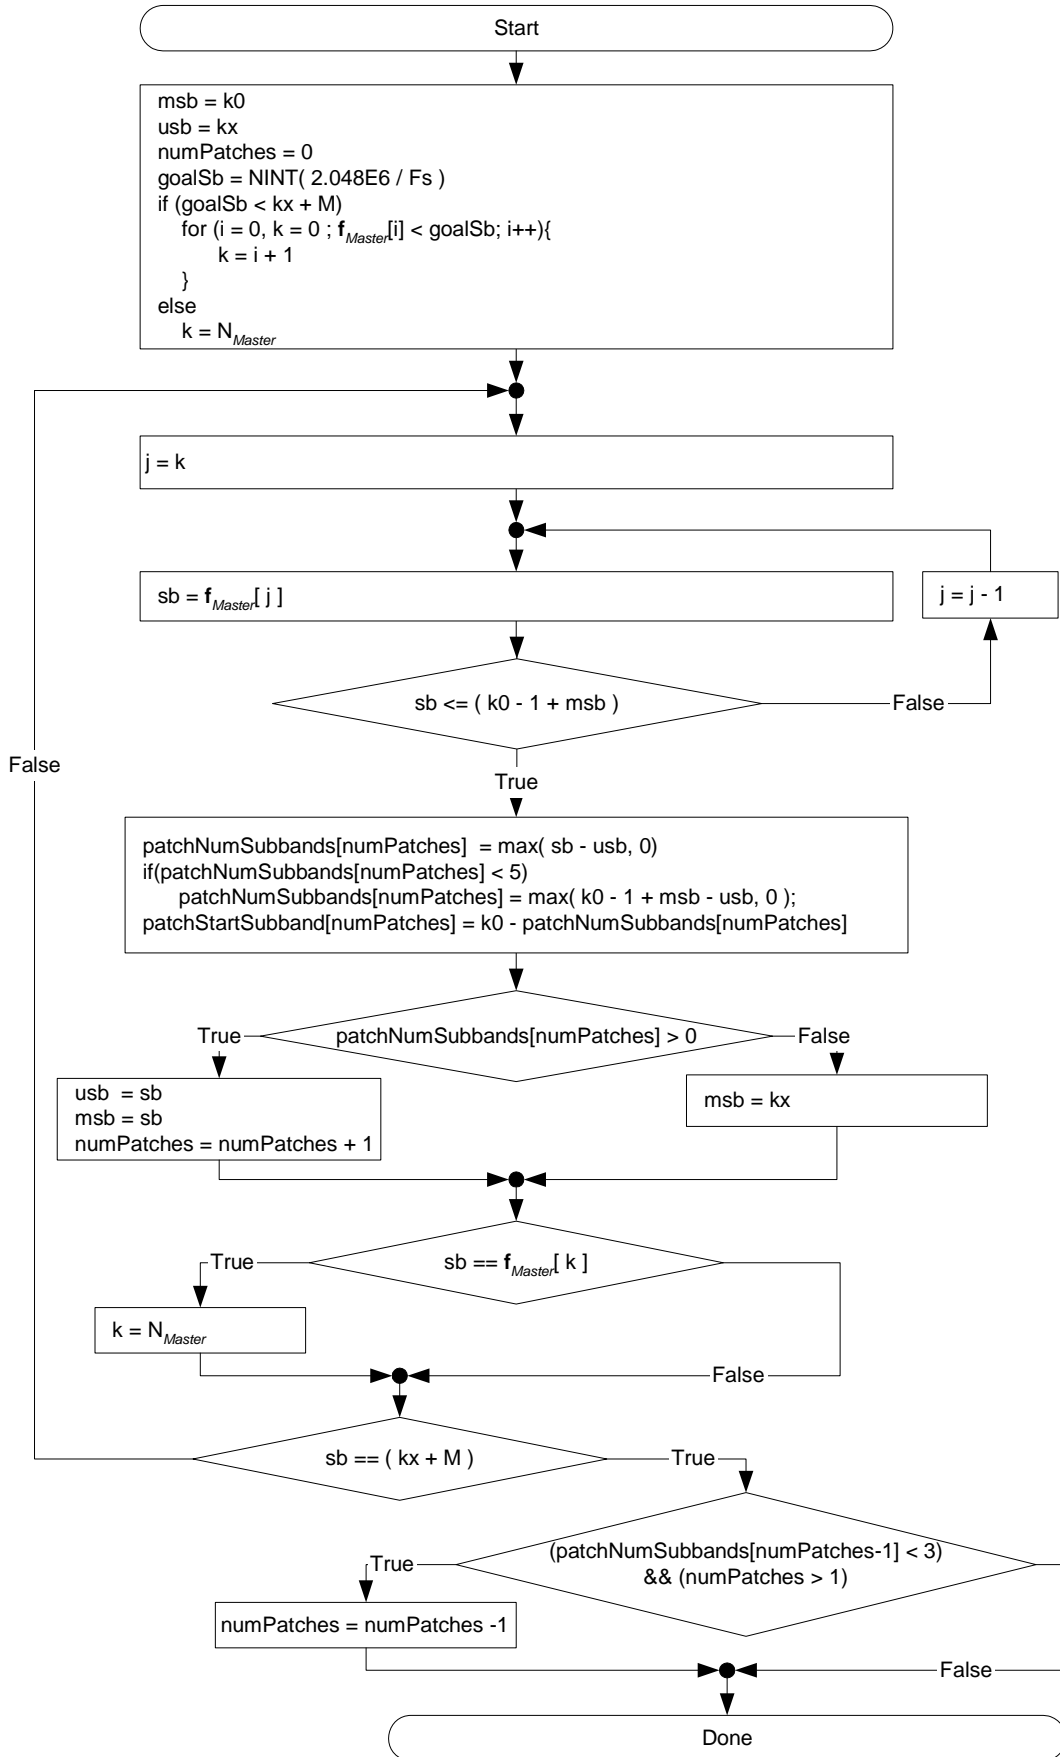 Start
msb = k0
usb = kx
numPatches = 0
goalSb = NINT( 2.048E6 / Fs )
if (goalSb < kx + M)
for (i = 0, k = 0 ; fMaster[i] < goalSb; i++){
k = i + 1
}
else
k = NMaster
j = k
sb = fMaster[ j ]
j = j - 1
sb <= ( k0 - 1 + msb )
False
False
True
patchNumSubbands[numPatches] = max( sb - usb, 0)
if(patchNumSubbands[numPatches] < 5)
patchNumSubbands[numPatches] = max( k0 - 1 + msb - usb, 0 );
patchStartSubband[numPatches] = k0 - patchNumSubbands[numPatches]
True
patchNumSubbands[numPatches] > 0
False
usb = sb
msb = sb
numPatches = numPatches + 1
msb = kx
True
sb == fMaster[ k ]
k = NMaster
False
sb == ( kx + M )
True
(patchNumSubbands[numPatches-1] < 3)
&& (numPatches > 1)
True
numPatches = numPatches -1
False
Done